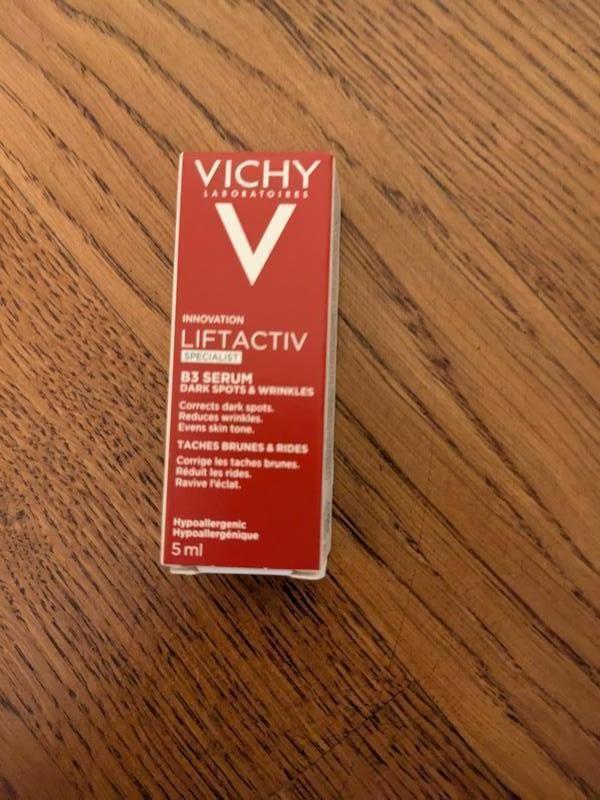 VICHY
LABORATOIRES
INNOVATION
LIFTACTIV
SPECIALIST
B3 SERUM
DARK SPOTS & WRINKLES
Corrects dark spots.
Reduces wrinkles.
Evens skin tone.
TACHES BRUNES & RIDES
Corrige les taches brunes.
Réduit les rides.
Ravive l'éclat.
Hypoallergenic
Hypoallergénique
5 ml